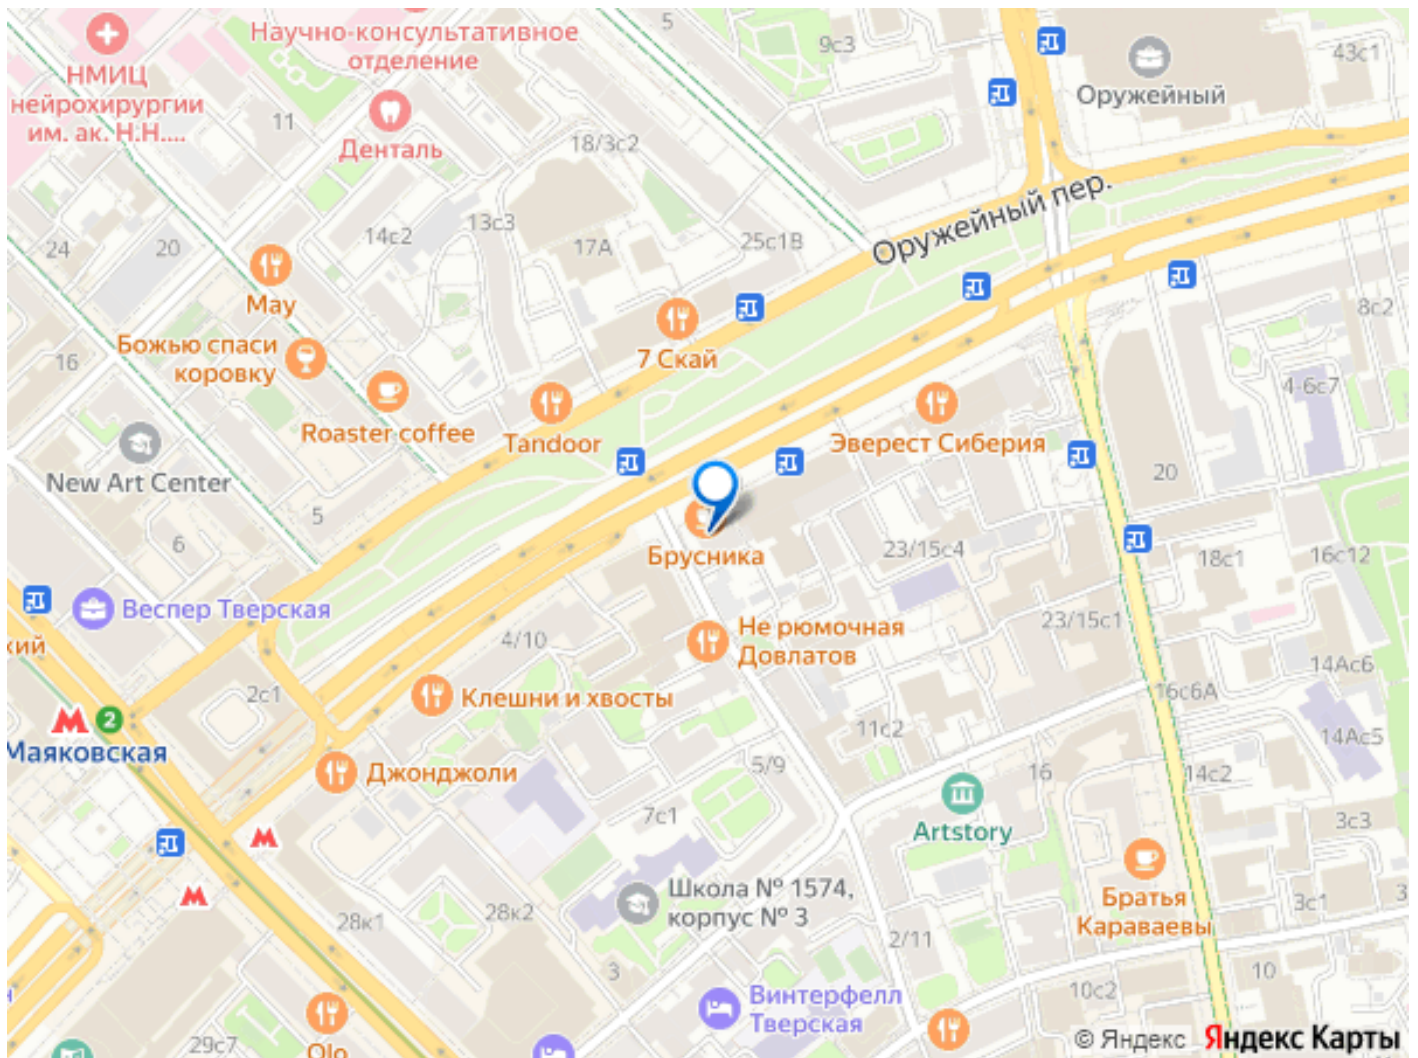 Научно-консультативное
отделение
5
9с3
43с1
Оружейный
НМИЦ
нейрохирургии
им. ак. Н.Н....
11
Денталь
18/3с2
Оружейный пер.
24
20
14с2
13с3
17А
25с1В
May
8с2
Божью спаси
коровку
16
7 Скай
4-6с7
Roaster coffee
Tandoor
Эверест Сиберия
New Art Center
20
5
6
Брусника
23/15с4
18с1
16с12
Веспер Тверская
кий
4/10
Не рюмочная
Довлатов
23/15с1
14Ас6
2с1
Клешни и хвосты
16с6А
М 2
Маяковская
11с2
14Ас5
Джонджоли
5/9
16
14с2
7с1
Artstory
3с3
М
М
Школа № 1574,
корпус № 3
Братья
Караваевы
3с1
3
28к1
28к2
2/11
3
10
Винтерфелл
Тверская
10с2
29с7
Olo
© Яндекс Яндекс Карты